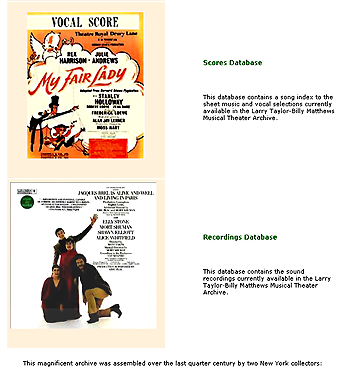 VOCAL SCORE
Theatre Royal Drury Lane
REX JULIE
HARRISON ANDREWS
My Fair Lady
STANLEY
HOLLOWAY
FREDERICK LOEWE
ALAN JAY LERNER
MOSS HART
Scores Database
This database contains a song index to the
sheet music and vocal selections currently
available in the Larry Taylor-Billy Matthews
Musical Theater Archive.
JACQUES BREL IS ALIVE AND WELL
AND LIVING IN PARIS
ELLY STONE
MORT SHUMAN
SHAWN ELLIOTT
ALICE WHITFIELD
Recordings Database
This database contains the sound
recordings currently available in the Larry
Taylor-Billy Matthews Musical Theater
Archive.
This magnificent archive was assembled over the last quarter century by two New York collectors: